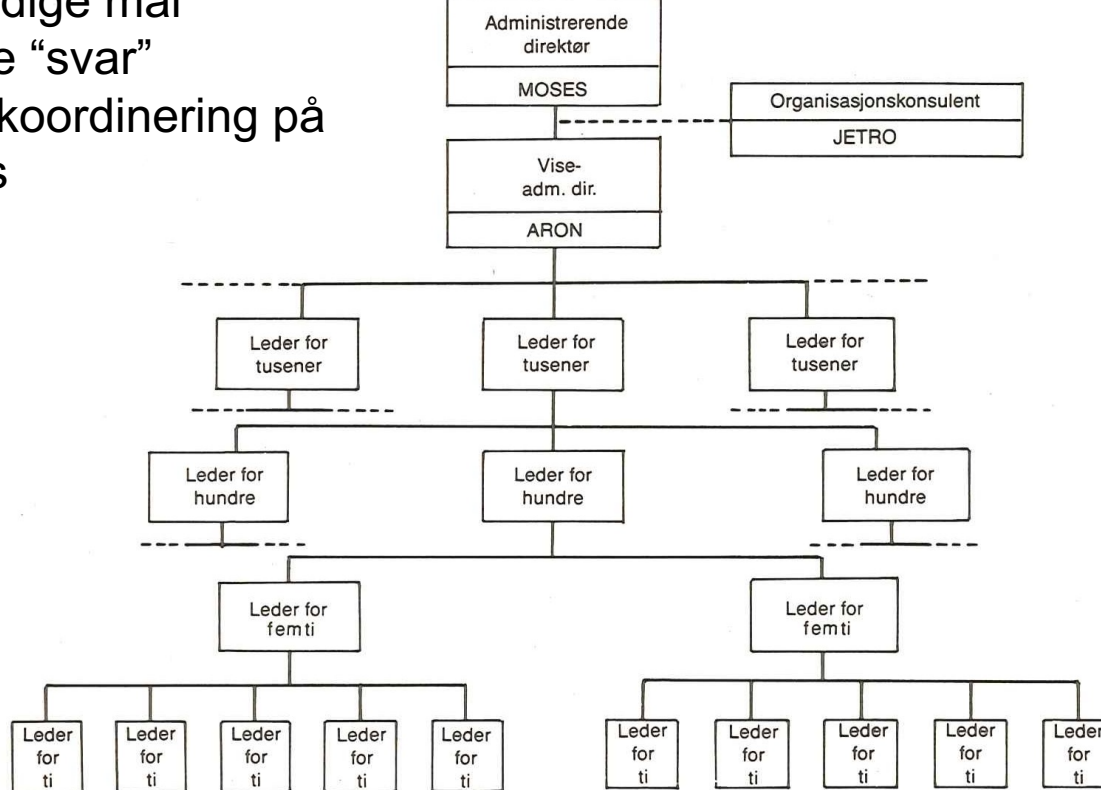 dige mål
e “svar”
koordinering på
s
Administrerende
direktør
MOSES
Organisasjonskonsulent
JETRO
Vise-
adm. dir.
ARON
Leder for
tusener
Leder for
tusener
Leder for
tusener
Leder for
hundre
Leder for
hundre
Leder for
hundre
Leder for
femti
Leder for
femti
Leder
for
ti
Leder
for
ti
Leder
for
ti
Leder
for
ti
Leder
for
ti
Leder
for
ti
Leder
for
ti
Leder
for
ti
Leder
for
ti
Leder
for
ti